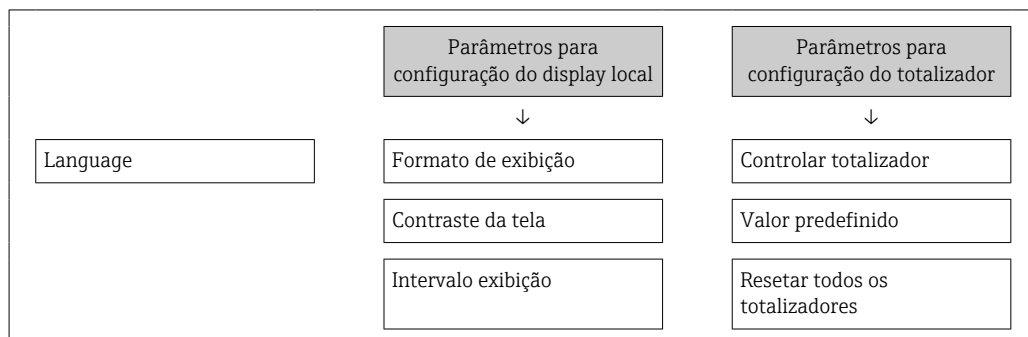 Parâmetros para
configuração do display local
Parâmetros para
configuração do totalizador
↓
↓
Language
Formato de exibição
Controlar totalizador
Contraste da tela
Valor predefinido
Intervalo exibição
Resetar todos os
totalizadores